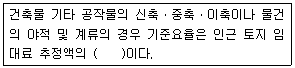 건축물 기타 공작물의 신축·중축·이축이나 물건
의 야적 및 계류의 경우 기준요율은 인근 토지 임
대료 추정액의 (    )이다.